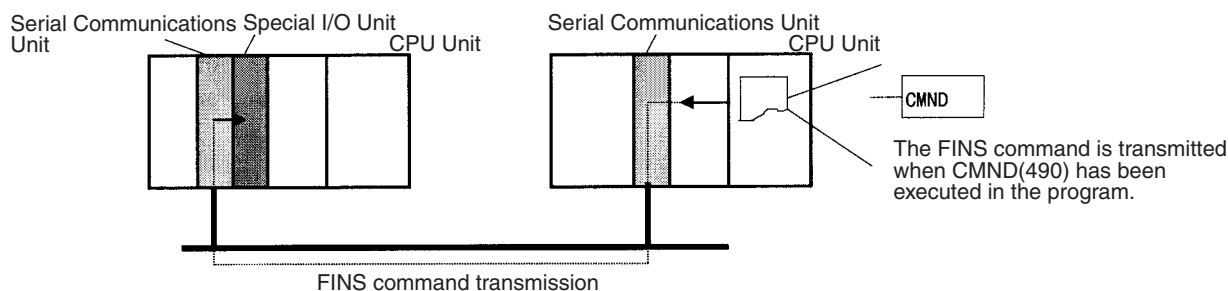 Serial Communications Unit
Special I/O Unit
CPU Unit
Serial Communications Unit
CPU Unit
CMND
The FINS command is transmitted
when CMND(490) has been
executed in the program.
FINS command transmission